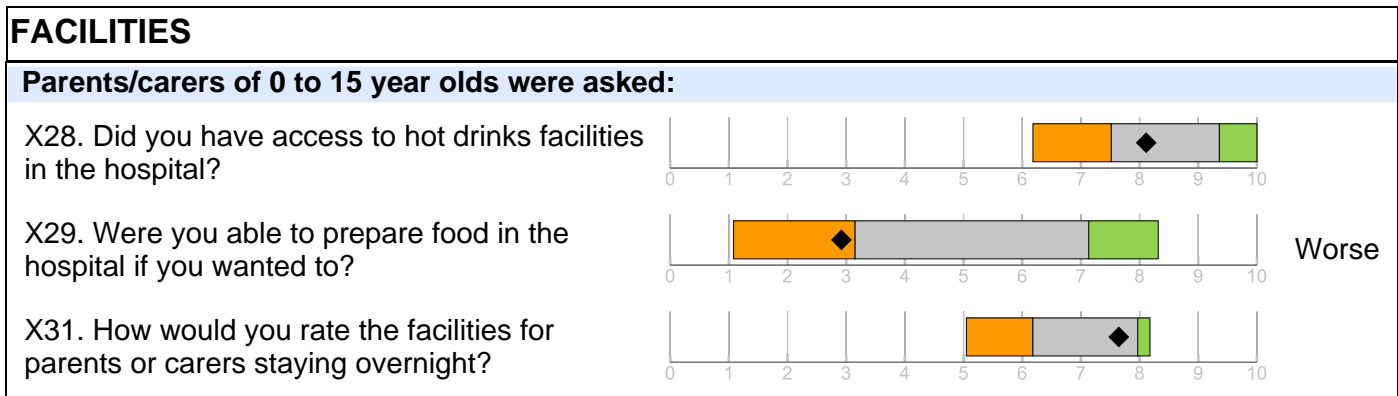 FACILITIES
Parents/carers of 0 to 15 year olds were asked:
X28. Did you have access to hot drinks facilities
in the hospital?
0 1 2 3 4 5 6 7 8 9 10
X29. Were you able to prepare food in the
hospital if you wanted to?
Worse
0 1 2 3 4 5 6 7 8 9 10
X31. How would you rate the facilities for
parents or carers staying overnight?
0 1 2 3 4 5 6 7 8 9 10